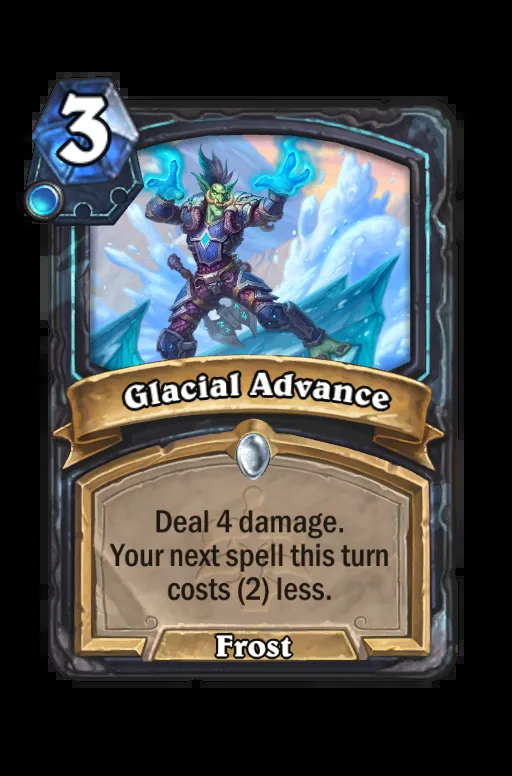 3
Glacial Advance
Deal 4 damage.
Your next spell this turn
costs (2) less.
Frost